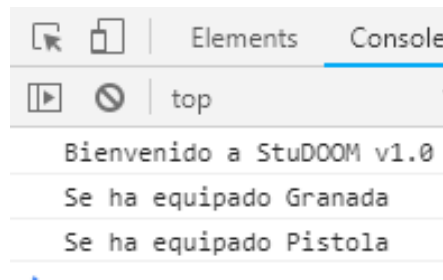 Elements Console
top
Bienvenido a StuDOOM v1.0
Se ha equipado Granada
Se ha equipado Pistola